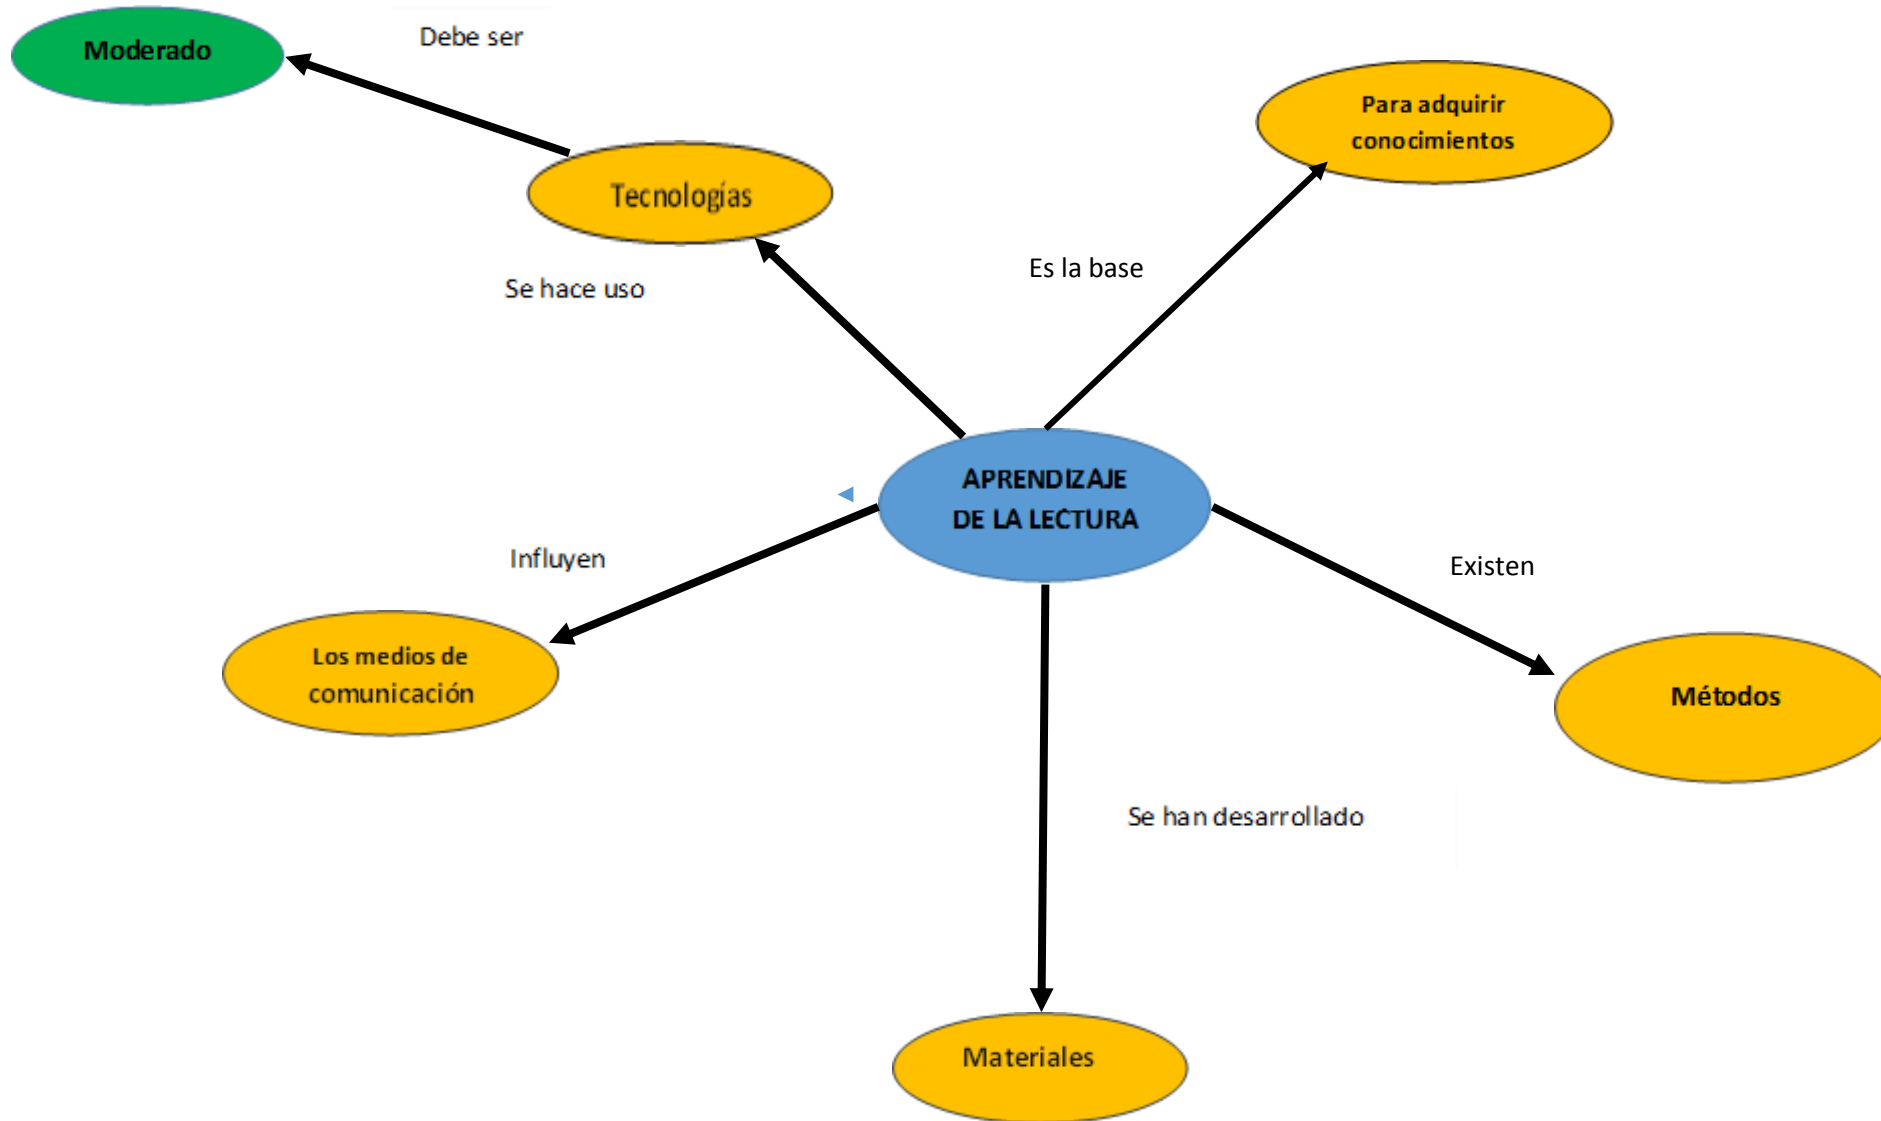 Debe ser
Moderado
Para adquirir
conocimientos
Tecnologías
Es la base
Se hace uso
APRENDIZAJE
DE LA LECTURA
Influyen
Existen
Los medios de
comunicación
Métodos
Se han desarrollado
Materiales